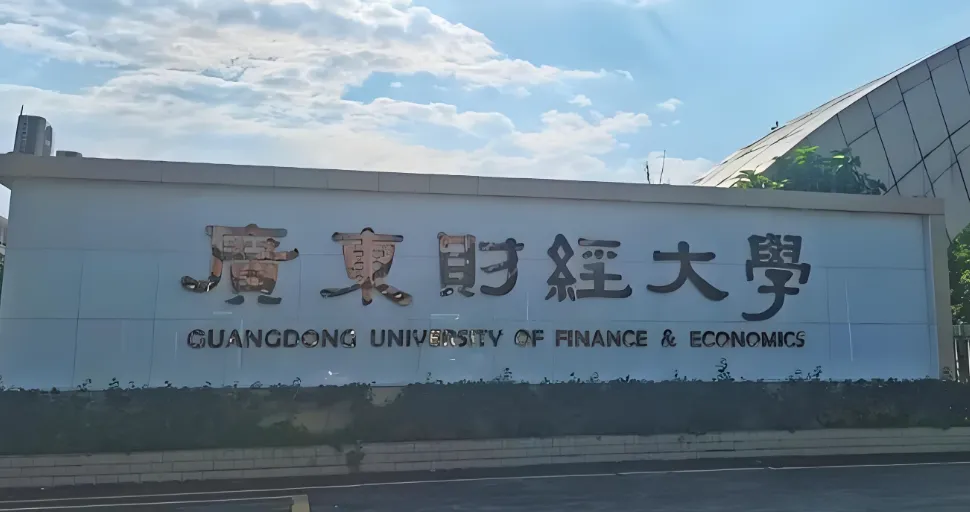 廣東財經大學
GUANGDONG UNIVERSITY OF FINANCE & ECONOMICS